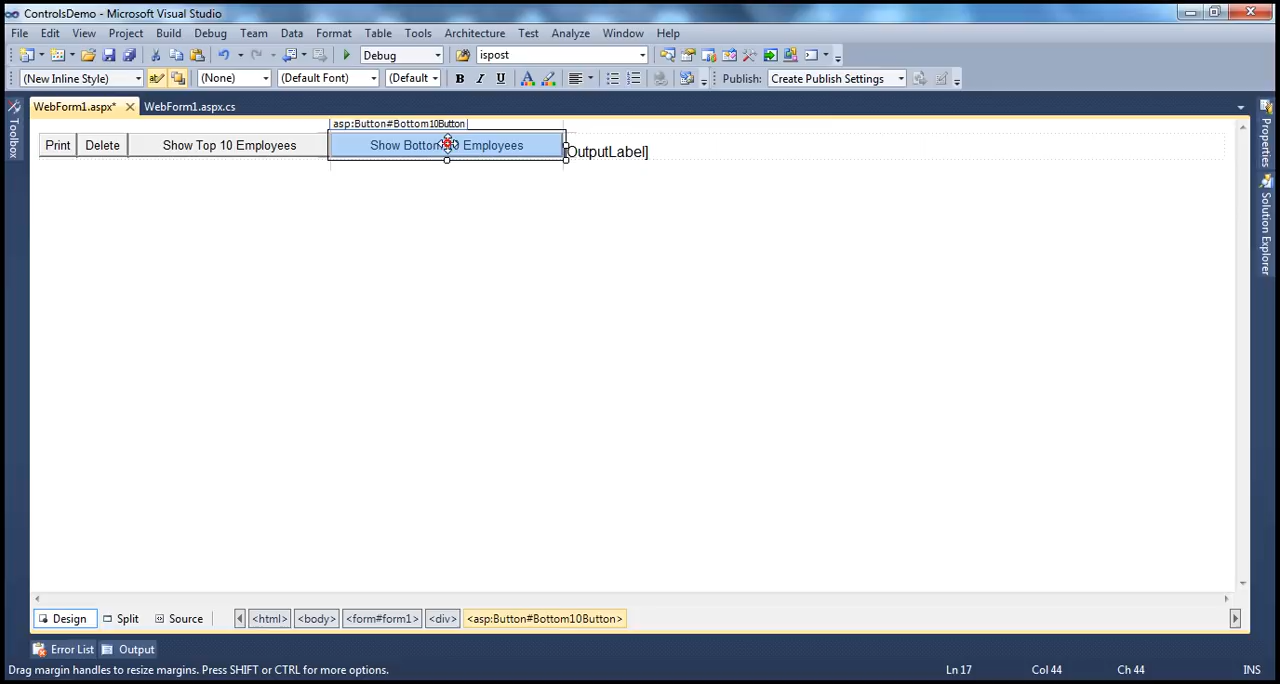 ControlsDemo - Microsoft Visual Studio
File Edit View Project Build Debug Team Data Format Table Tools Architecture Test Analyze Window Help
Debug ispost
(New Inline Style) (None) (Default Font) (Default B I U A Publish: Create Publish Settings
WebForm1.aspx* WebForm1.aspx.cs
Toolbox
Properties
Solution Explorer
asp:Button#Bottom10Button
Print Delete Show Top 10 Employees Show Bottom Employees
OutputLabel]
Design Split Source <html> <body> <form#form1> <div> <asp:Button#Bottom10Button>
Error List Output
Drag margin handles to resize margins. Press SHIFT or CTRL for more options. Ln 17 Col 44 Ch 44 INS